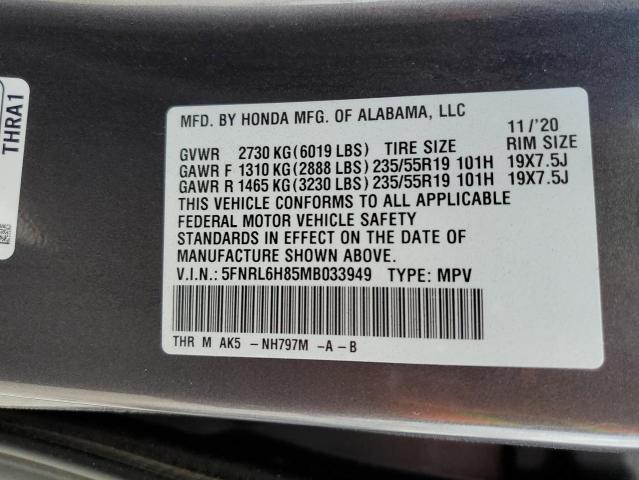 THRA1
MFD. BY HONDA MFG. OF ALABAMA, LLC 11/'20
GVWR 2730 KG(6019 LBS) TIRE SIZE RIM SIZE
GAWR F 1310 KG(2888 LBS)235/55R19 101H 19X7.5J
GAWR R 1465 KG(3230 LBS)235/55R19 101H 19X7.5J
THIS VEHICLE CONFORMS TO ALL APPLICABLE
FEDERAL MOTOR VEHICLE SAFETY
STANDARDS IN EFFECT ON THE DATE OF
MANUFACTURE SHOWN ABOVE.
V.I.N.: 5FNRL6H85MB033949 TYPE: MPV
THR M AK5 -NH797M -A-B